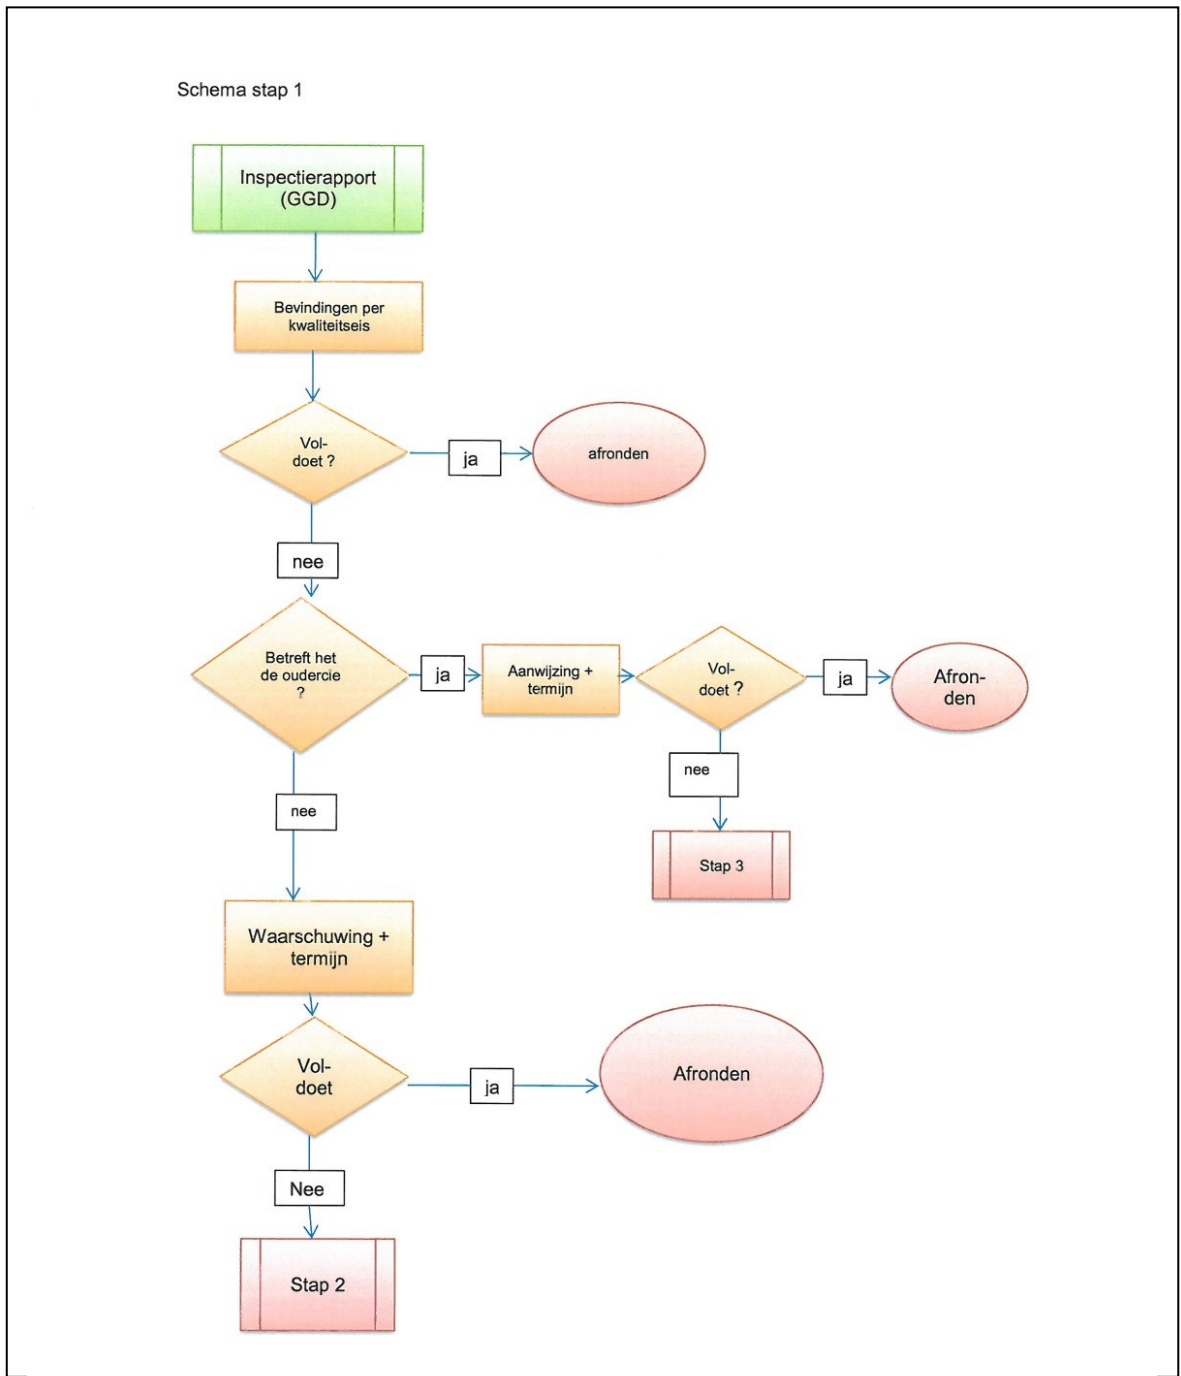 Schema stap 1
Inspectierapport
(GGD)
Bevindingen per
kwaliteitseis
Vol-
doet ?
ja
afronden
nee
Betreft het
de oudercie
?
ja
Aanwijzing +
termijn
Vol-
doet ?
ja
Afron-
den
nee
Stap 3
nee
Waarschuwing +
termijn
Vol-
doet
ja
Afronden
Nee
Stap 2